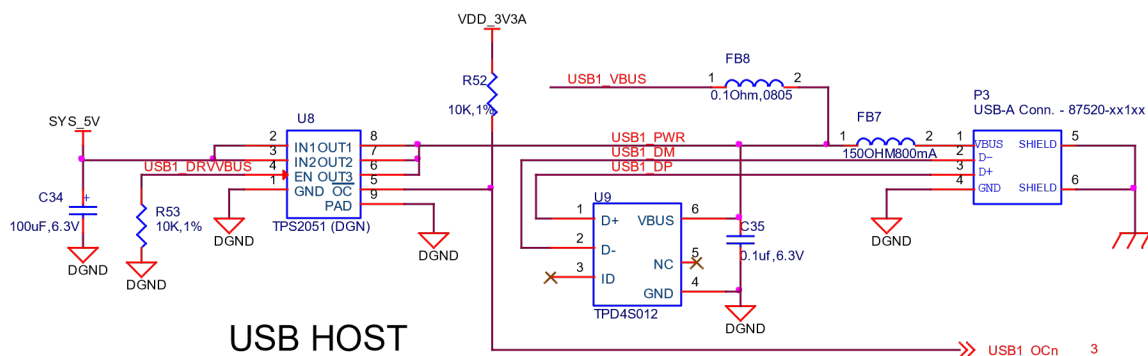 VDD_3V3A
R52
10K,1%
USB1_VBUS
FB8
1 2
0.1Ohm,0805
P3
USB-A Conn. - 87520-xx1xx
SYS_5V
U8
2 IN1 OUT1 8
3 IN2 OUT2 7
4 EN OUT3 6
1 GND OC 5
PAD 9
TPS2051 (DGN)
USB1_DRVVBUS
C34
+
100uF,6.3V
DGND
R53
10K,1%
DGND
DGND
DGND
USB1_PWR
USB1_DM
USB1_DP
FB7
1 2
150OHM800mA
1 VBUS SHIELD 5
2 D-
3 D+
4 GND SHIELD 6
DGND
U9
1 D+ VBUS 6
2 D-
3 ID NC 5
GND 4
TPD4S012
C35
0.1uf,6.3V
DGND
USB HOST
USB1_OCn 3